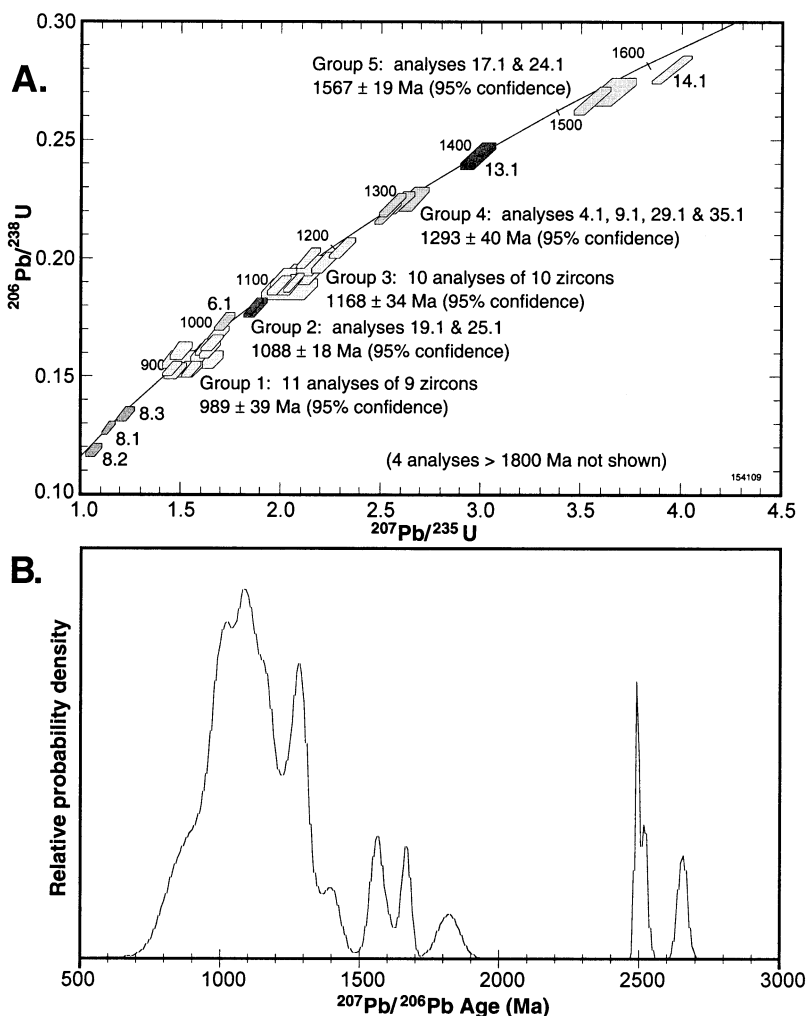 A.
0.30
0.25
0.20
0.15
0.10
206Pb/238U
1.0 1.5 2.0 2.5 3.0 3.5 4.0 4.5
207Pb/235U
Group 5: analyses 17.1 & 24.1
1567 ± 19 Ma (95% confidence)
1600
14.1
1500
1400
13.1
1300
Group 4: analyses 4.1, 9.1, 29.1 & 35.1
1293 ± 40 Ma (95% confidence)
1200
1100
Group 3: 10 analyses of 10 zircons
1168 ± 34 Ma (95% confidence)
6.1
1000
Group 2: analyses 19.1 & 25.1
1088 ± 18 Ma (95% confidence)
900
Group 1: 11 analyses of 9 zircons
989 ± 39 Ma (95% confidence)
8.3
8.1
8.2
(4 analyses > 1800 Ma not shown)
154109
B.
Relative probability density
500 1000 1500 2000 2500 3000
207Pb/206Pb Age (Ma)